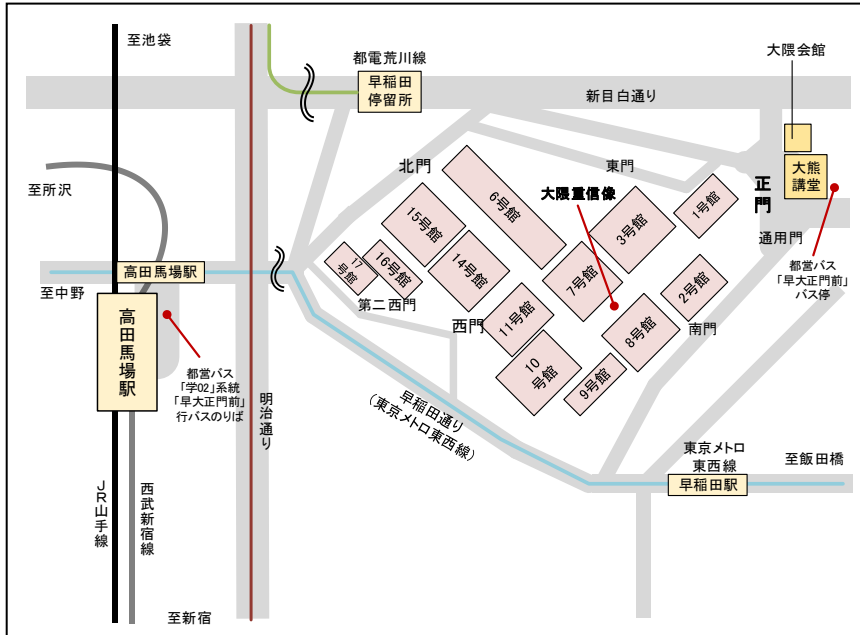 至池袋
都電荒川線
早稲田
停留所
大隈会館
新目白通り
至所沢
北門
東門
正門
大熊
講堂
6号館
大隈重信像
15号館
3号館
1号館
通用門
高田馬場駅
至中野
17
号館
16号館
14号館
7号館
2号館
都営バス
「早大正門前」
バス停
第二西門
西門
11号館
8号館
南門
高田馬場駅
都営バス
「学02」系統
「早大正門前」
行バスのりば
明治通り
10
号館
9号館
早稲田通り
（東京メトロ東西線）
東京メトロ
東西線
早稲田駅
至飯田橋
JR山手線
西武新宿線
至新宿